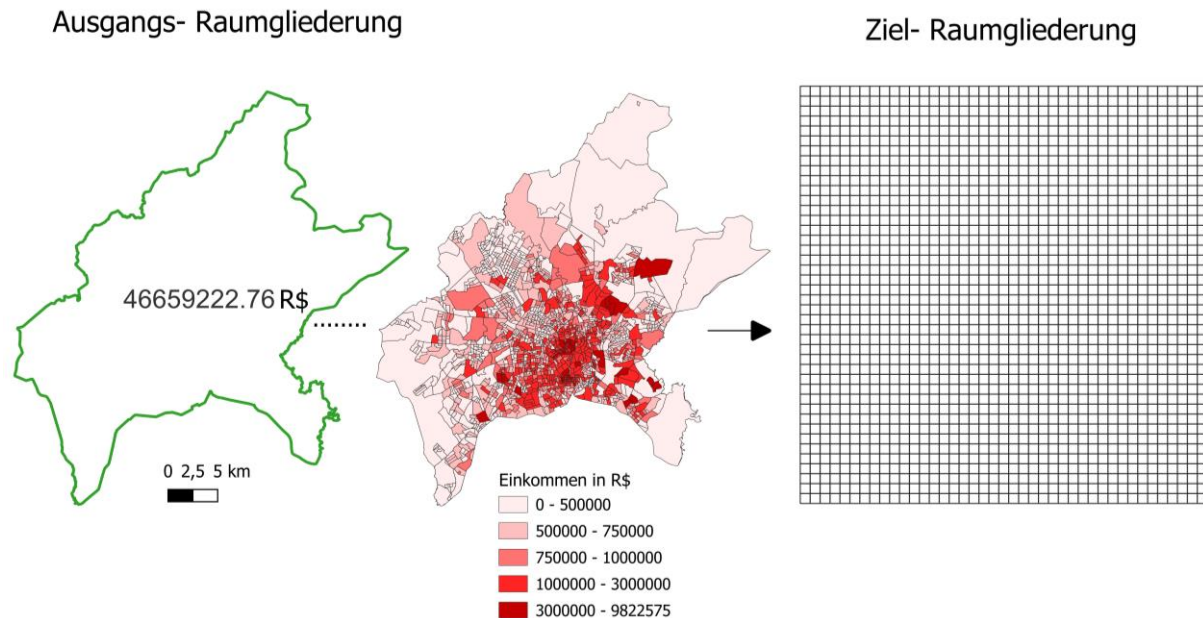 Ausgangs- Raumgliederung
Ziel- Raumgliederung
46659222.76 R$
0 2,5 5 km
Einkommen in R$
0 - 500000
500000 - 750000
750000 - 1000000
1000000 - 3000000
3000000 - 9822575